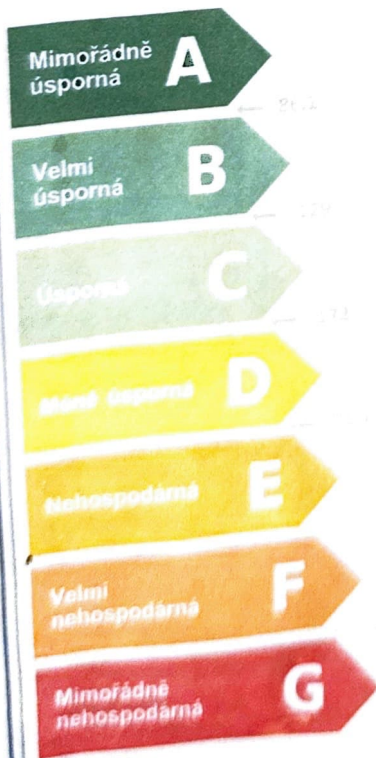 Mimořádně
úsporná
A
Velmi
úsporná
B
Úsporná
C
Méně úsporná
D
Nehospodárná
E
Velmi
nehospodárná
F
Mimořádně
nehospodárná
G